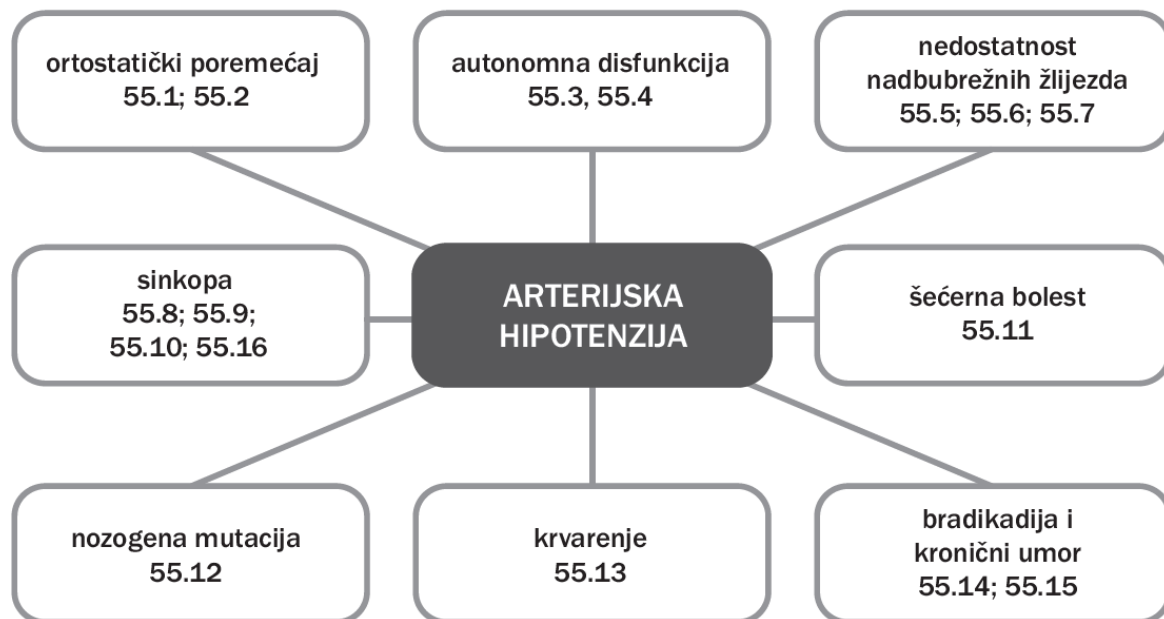 ortostatički poremećaj
55.1; 55.2
autonomna disfunkcija
55.3, 55.4
nedostatnost
nadbubrežnih žlijezda
55.5; 55.6; 55.7
sinkopa
55.8; 55.9;
55.10; 55.16
ARTERIJSKA
HIPOTENZIJA
šećerna bolest
55.11
nozogena mutacija
55.12
krvarenje
55.13
bradikadija i
kronični umor
55.14; 55.15